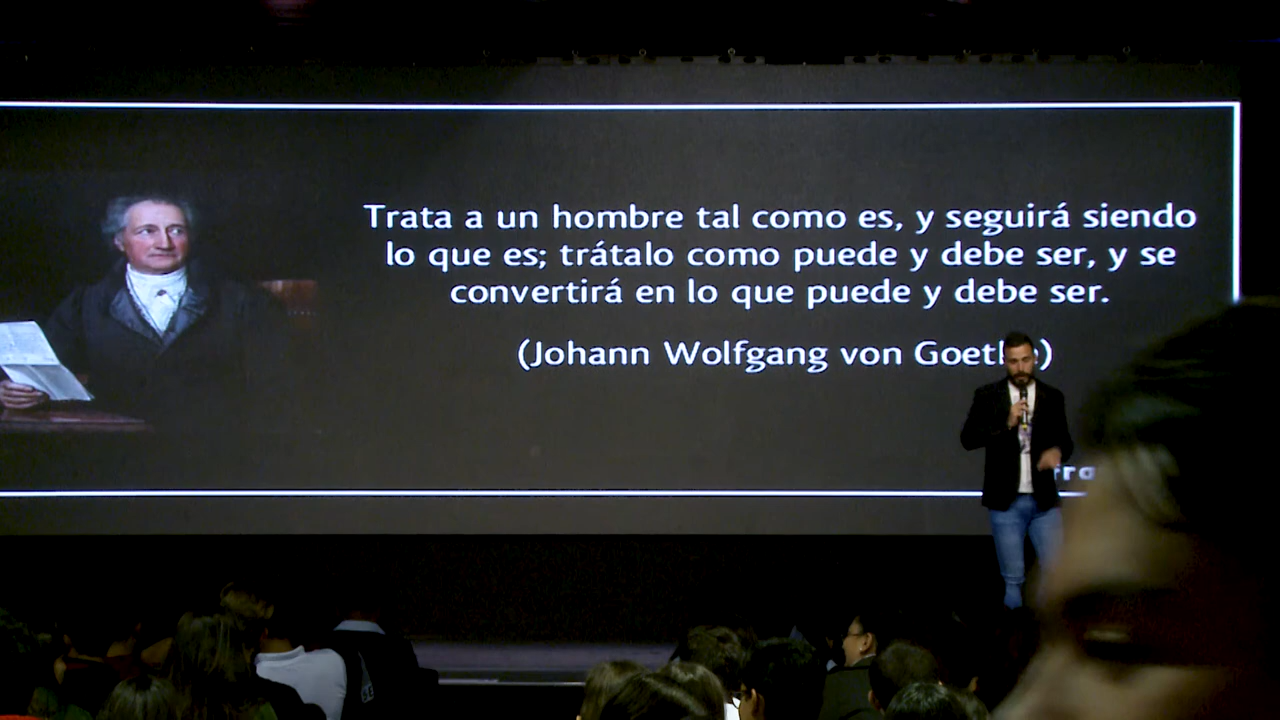 Trata a un hombre tal como es, y seguirá siendo
lo que es; trátalo como puede y debe ser, y se
convertirá en lo que puede y debe ser.
(Johann Wolfgang von Goethe)